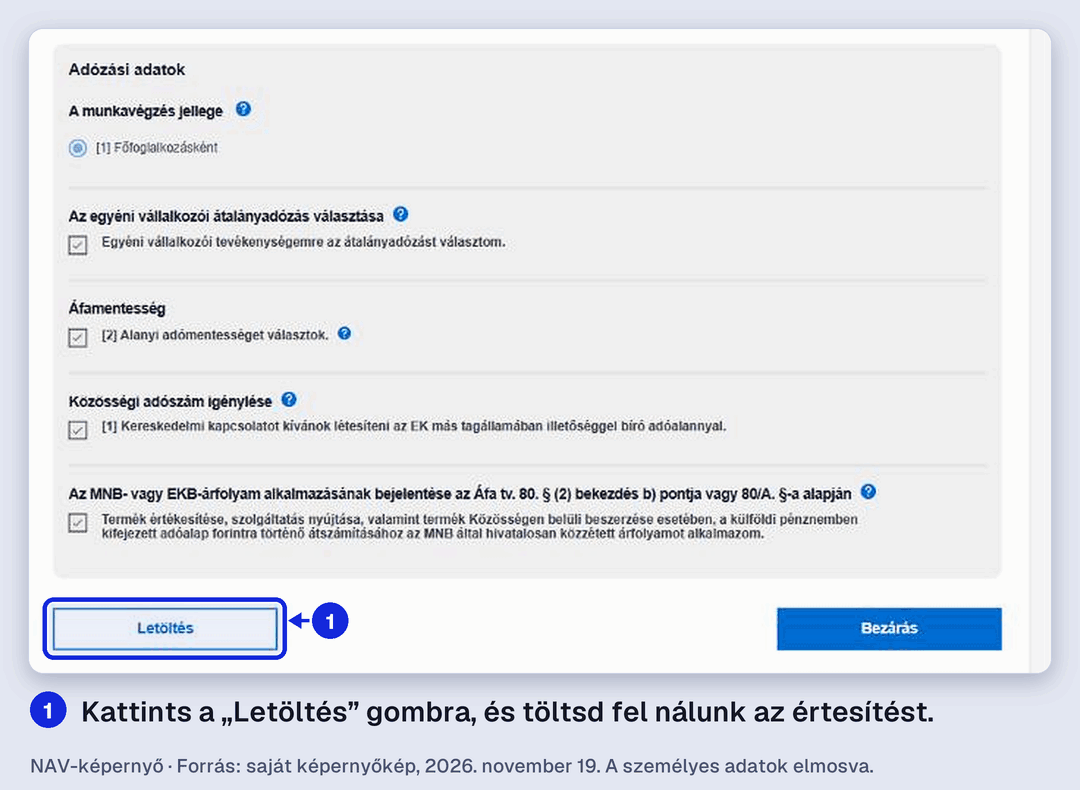 Adózási adatok
A munkavégzés jellege
[1] Főfoglalkozásként
Az egyéni vállalkozói átalányadózás választása
Egyéni vállalkozói tevékenységemre az átalányadózást választom.
Áfamentesség
[2] Alanyi adómentességet választok.
Közösségi adószám igénylése
[1] Kereskedelmi kapcsolatot kívánok létesíteni az EK más tagállamában illetőséggel bíró adóalannyal.
Az MNB- vagy EKB-árfolyam alkalmazásának bejelentése az Áfa tv. 80. § (2) bekezdés b) pontja vagy 80/A. §-a alapján
Termék értékesítése, szolgáltatás nyújtása, valamint termék Közösségen belüli beszerzése esetében, a külföldi pénznemben
kifejezett adóalap forintra történő átszámításához az MNB által hivatalosan közzétett árfolyamot alkalmazom.
Letöltés
1
Bezárás
1 Kattints a „Letöltés” gombra, és töltsd fel nálunk az értesítést.
NAV-képernyő · Forrás: saját képernyőkép, 2026. november 19. A személyes adatok elmosva.